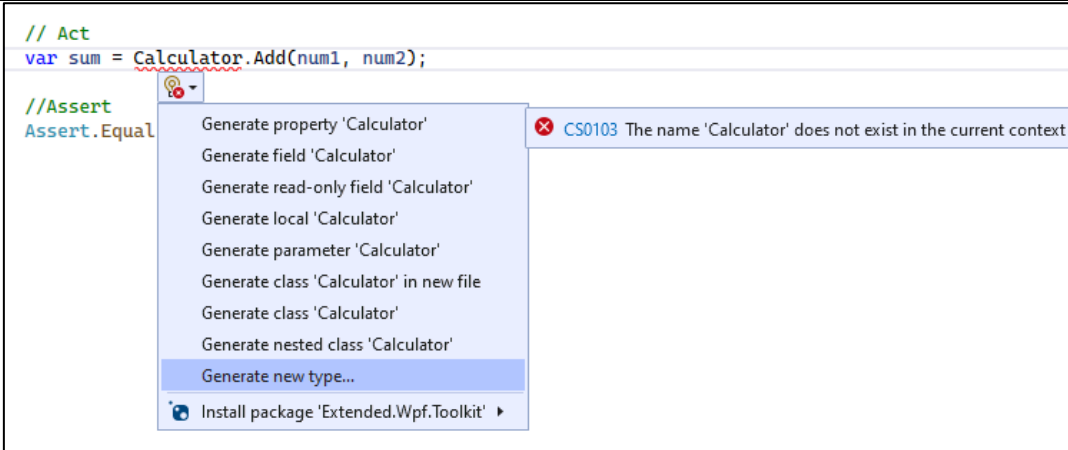 // Act
var sum = Calculator.Add(num1, num2);
//Assert
Assert.Equal
Generate property 'Calculator'
CS0103 The name 'Calculator' does not exist in the current context
Generate field 'Calculator'
Generate read-only field 'Calculator'
Generate local 'Calculator'
Generate parameter 'Calculator'
Generate class 'Calculator' in new file
Generate class 'Calculator'
Generate nested class 'Calculator'
Generate new type...
Install package 'Extended.Wpf.Toolkit'